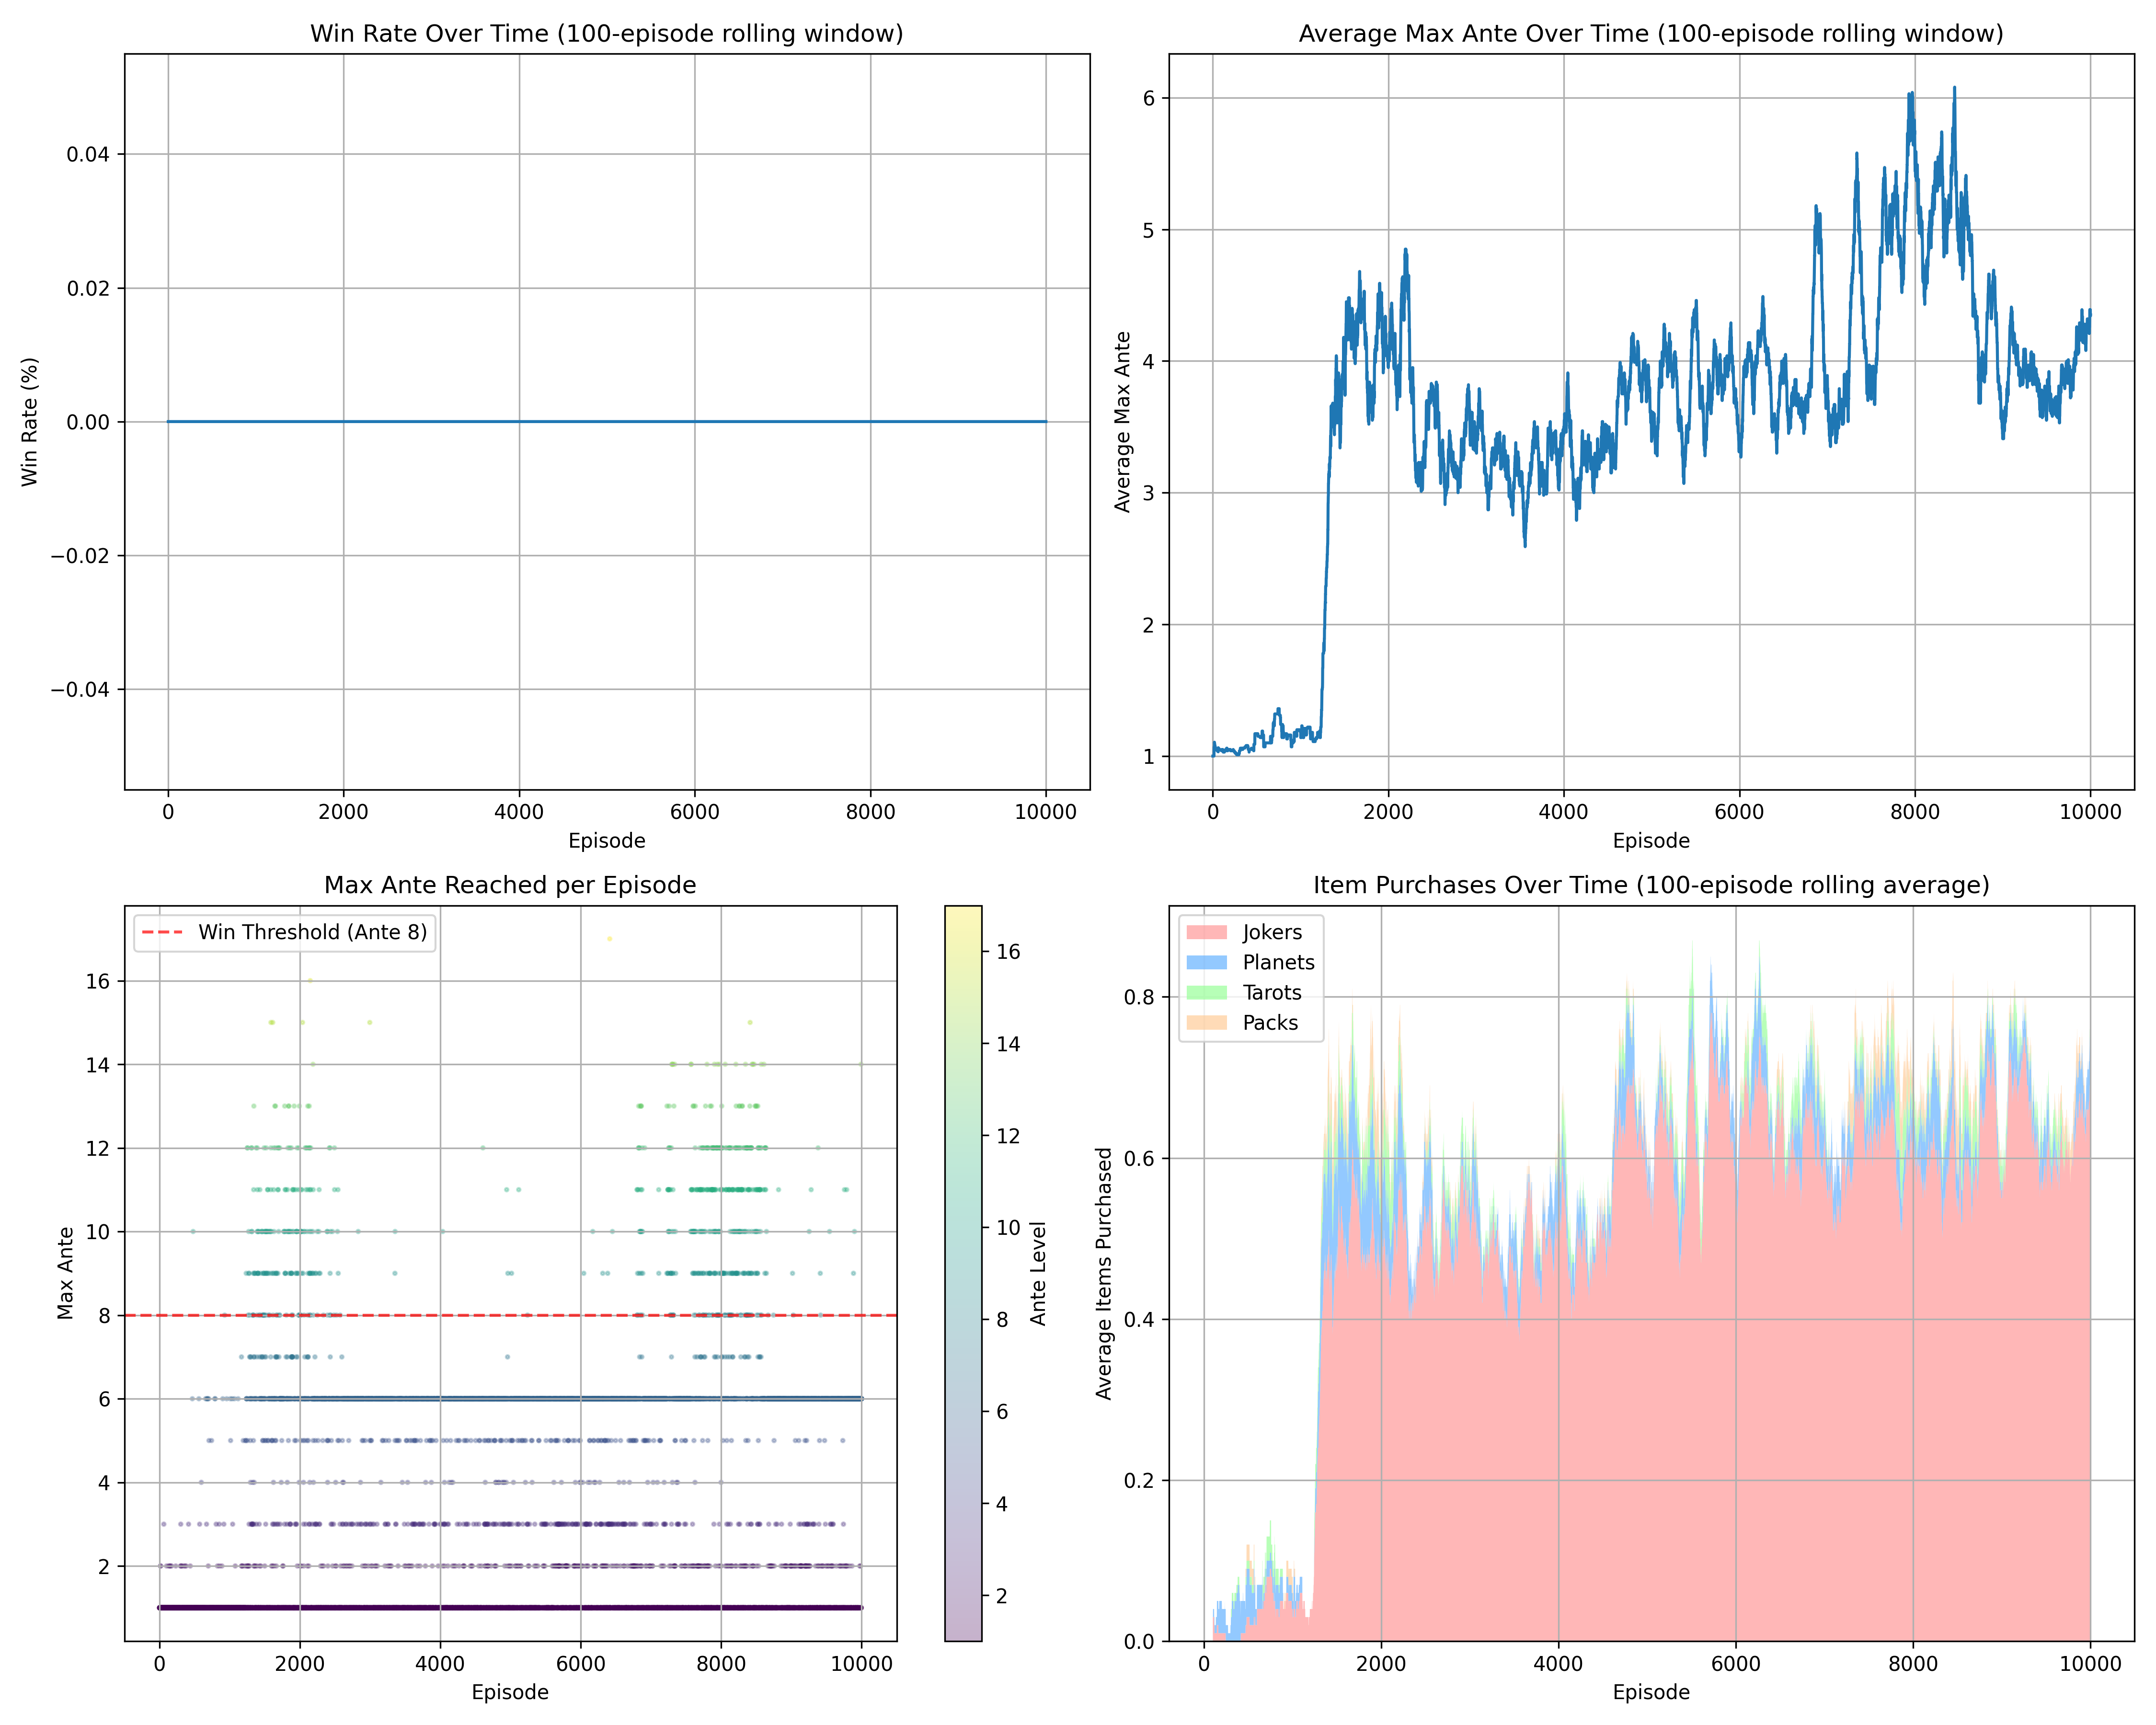 Win Rate Over Time (100-episode rolling window)
Win Rate (%)
0.04
0.02
0.00
−0.02
−0.04
0 2000 4000 6000 8000 10000
Episode
Average Max Ante Over Time (100-episode rolling window)
Average Max Ante
6
5
4
3
2
1
0 2000 4000 6000 8000 10000
Episode
Max Ante Reached per Episode
Win Threshold (Ante 8)
Max Ante
16
14
12
10
8
6
4
2
0 2000 4000 6000 8000 10000
Episode
16
14
12
10
8
6
4
2
Ante Level
Item Purchases Over Time (100-episode rolling average)
Jokers
Planets
Tarots
Packs
Average Items Purchased
0.8
0.6
0.4
0.2
0.0
0 2000 4000 6000 8000 10000
Episode